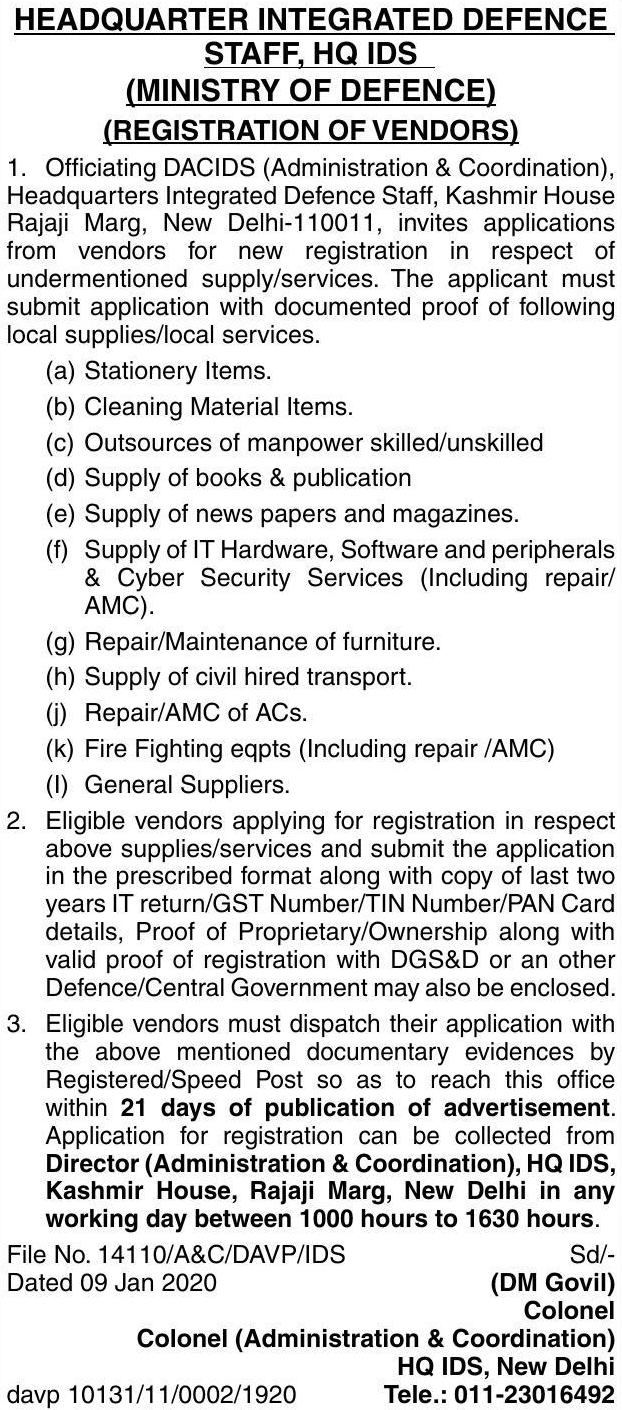 HEADQUARTER INTEGRATED DEFENCE
STAFF, HQ IDS
(MINISTRY OF DEFENCE)
(REGISTRATION OF VENDORS)
1. Officiating DACIDS (Administration & Coordination),
Headquarters Integrated Defence Staff, Kashmir House
Rajaji Marg, New Delhi-110011, invites applications
from vendors for new registration in respect of
undermentioned supply/services. The applicant must
submit application with documented proof of following
local supplies/local services.
(a) Stationery Items.
(b) Cleaning Material Items.
(c) Outsources of manpower skilled/unskilled
(d) Supply of books & publication
(e) Supply of news papers and magazines.
(f) Supply of IT Hardware, Software and peripherals
& Cyber Security Services (Including repair/
AMC).
(g) Repair/Maintenance of furniture.
(h) Supply of civil hired transport.
(j) Repair/AMC of ACs.
(k) Fire Fighting eqpts (Including repair /AMC)
(l) General Suppliers.
2. Eligible vendors applying for registration in respect
above supplies/services and submit the application
in the prescribed format along with copy of last two
years IT return/GST Number/TIN Number/PAN Card
details, Proof of Proprietary/Ownership along with
valid proof of registration with DGS&D or an other
Defence/Central Government may also be enclosed.
3. Eligible vendors must dispatch their application with
the above mentioned documentary evidences by
Registered/Speed Post so as to reach this office
within 21 days of publication of advertisement.
Application for registration can be collected from
Director (Administration & Coordination), HQ IDS,
Kashmir House, Rajaji Marg, New Delhi in any
working day between 1000 hours to 1630 hours.
File No. 14110/A&C/DAVP/IDS Sd/-
Dated 09 Jan 2020 (DM Govil)
Colonel
Colonel (Administration & Coordination)
HQ IDS, New Delhi
davp 10131/11/0002/1920 Tele.: 011-23016492